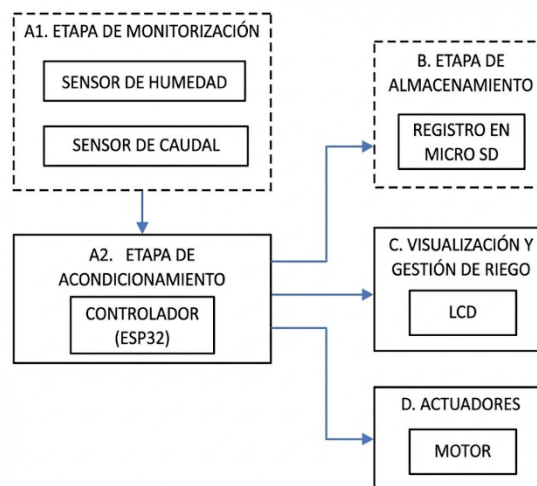 A1. ETAPA DE MONITORIZACIÓN
SENSOR DE HUMEDAD
SENSOR DE CAUDAL
A2. ETAPA DE
ACONDICIONAMIENTO
CONTROLADOR
(ESP32)
B. ETAPA DE
ALMACENAMIENTO
REGISTRO EN
MICRO SD
C. VISUALIZACIÓN Y
GESTIÓN DE RIEGO
LCD
D. ACTUADORES
MOTOR